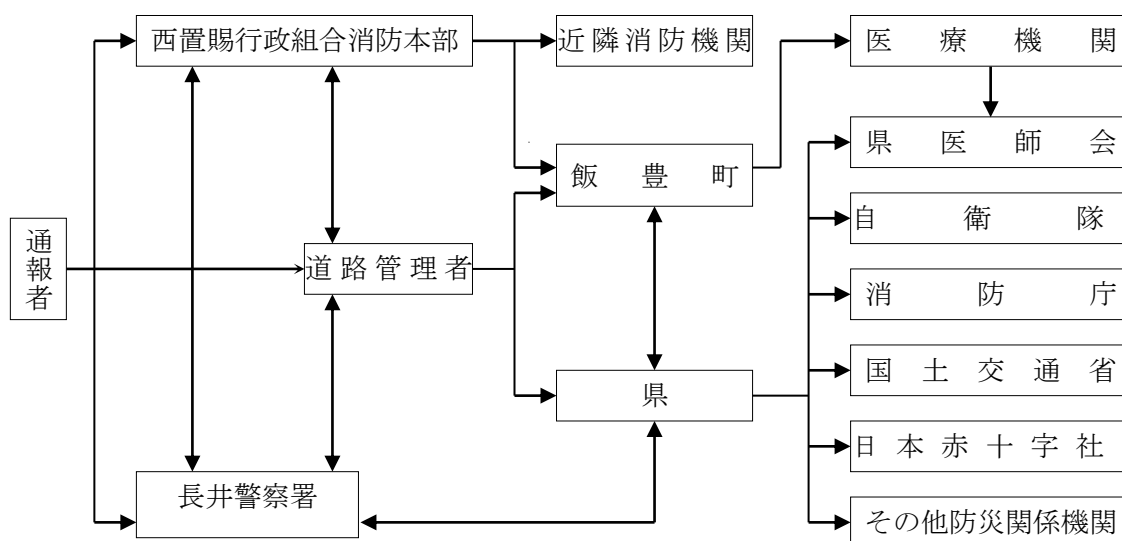 西置賜行政組合消防本部
近隣消防機関
医療機関
県医師会
飯豊町
自衛隊
通報者
道路管理者
消防庁
国土交通省
県
日本赤十字社
長井警察署
その他防災関係機関